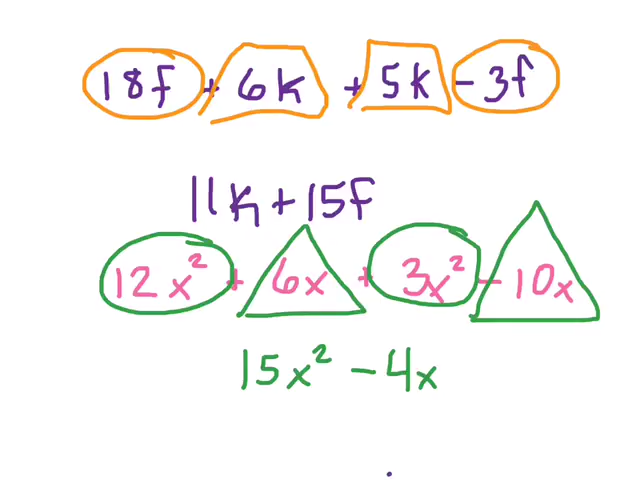 18f + 6k + 5k - 3f
11k + 15f
12x² + 6x + 3x² - 10x
15x² - 4x